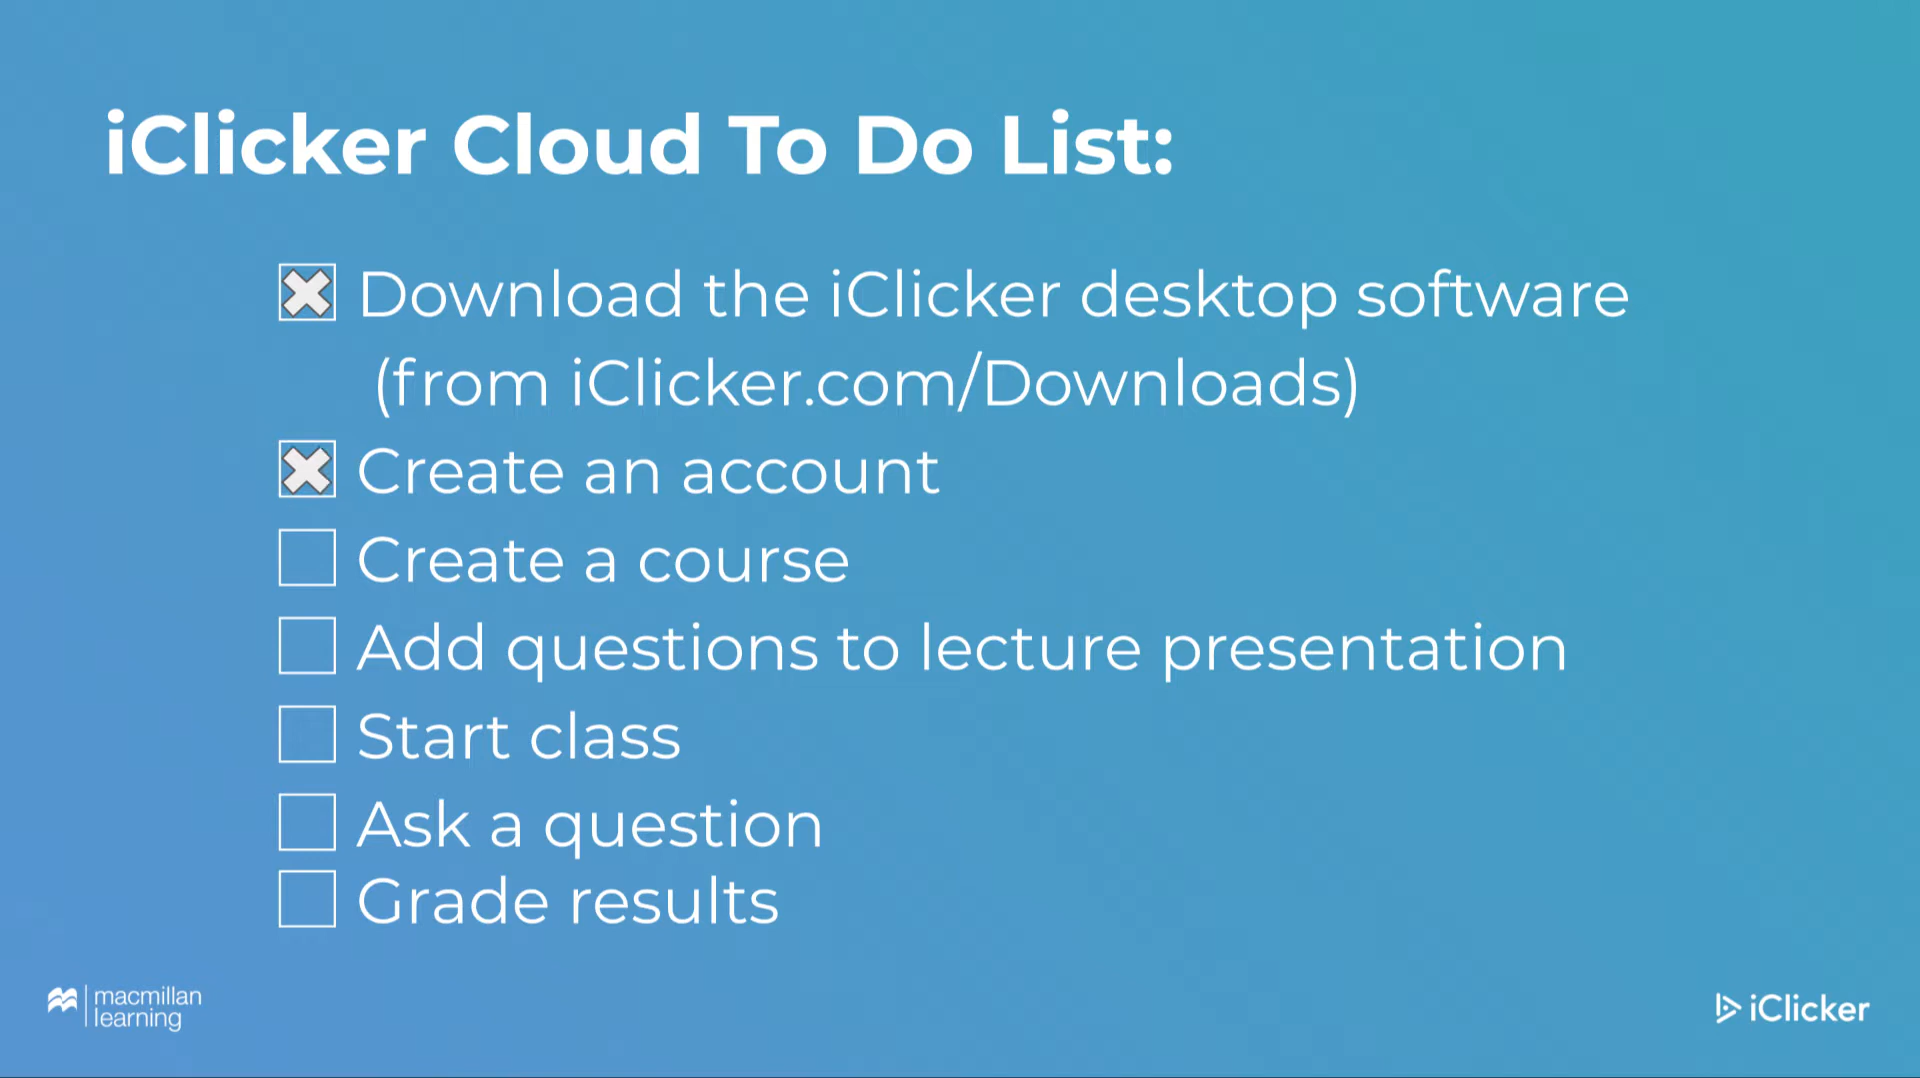 iClicker Cloud To Do List:
Download the iClicker desktop software
(from iClicker.com/Downloads)
Create an account
Create a course
Add questions to lecture presentation
Start class
Ask a question
Grade results
macmillan
learning
iClicker